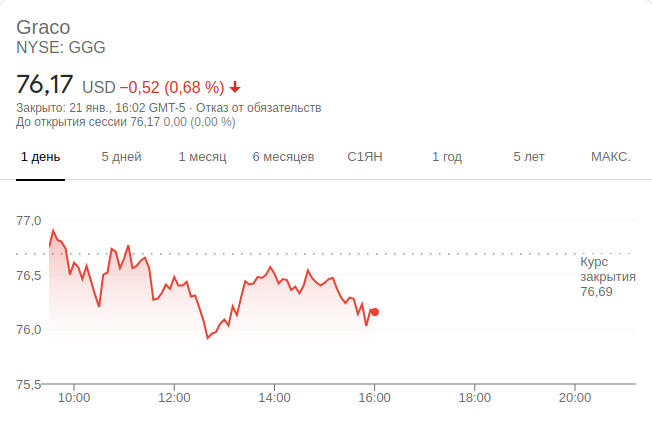 Graco
NYSE: GGG
76,17 USD −0,52 (0,68 %)
Закрыто: 21 янв., 16:02 GMT-5 · Отказ от обязательств
До открытия сессии 76,17 0,00 (0,00 %)
1 день 5 дней 1 месяц 6 месяцев С1ЯН 1 год 5 лет МАКС.
77,0
Курс
76,5 закрытия
76,69
76,0
75,5
10:00 12:00 14:00 16:00 18:00 20:00